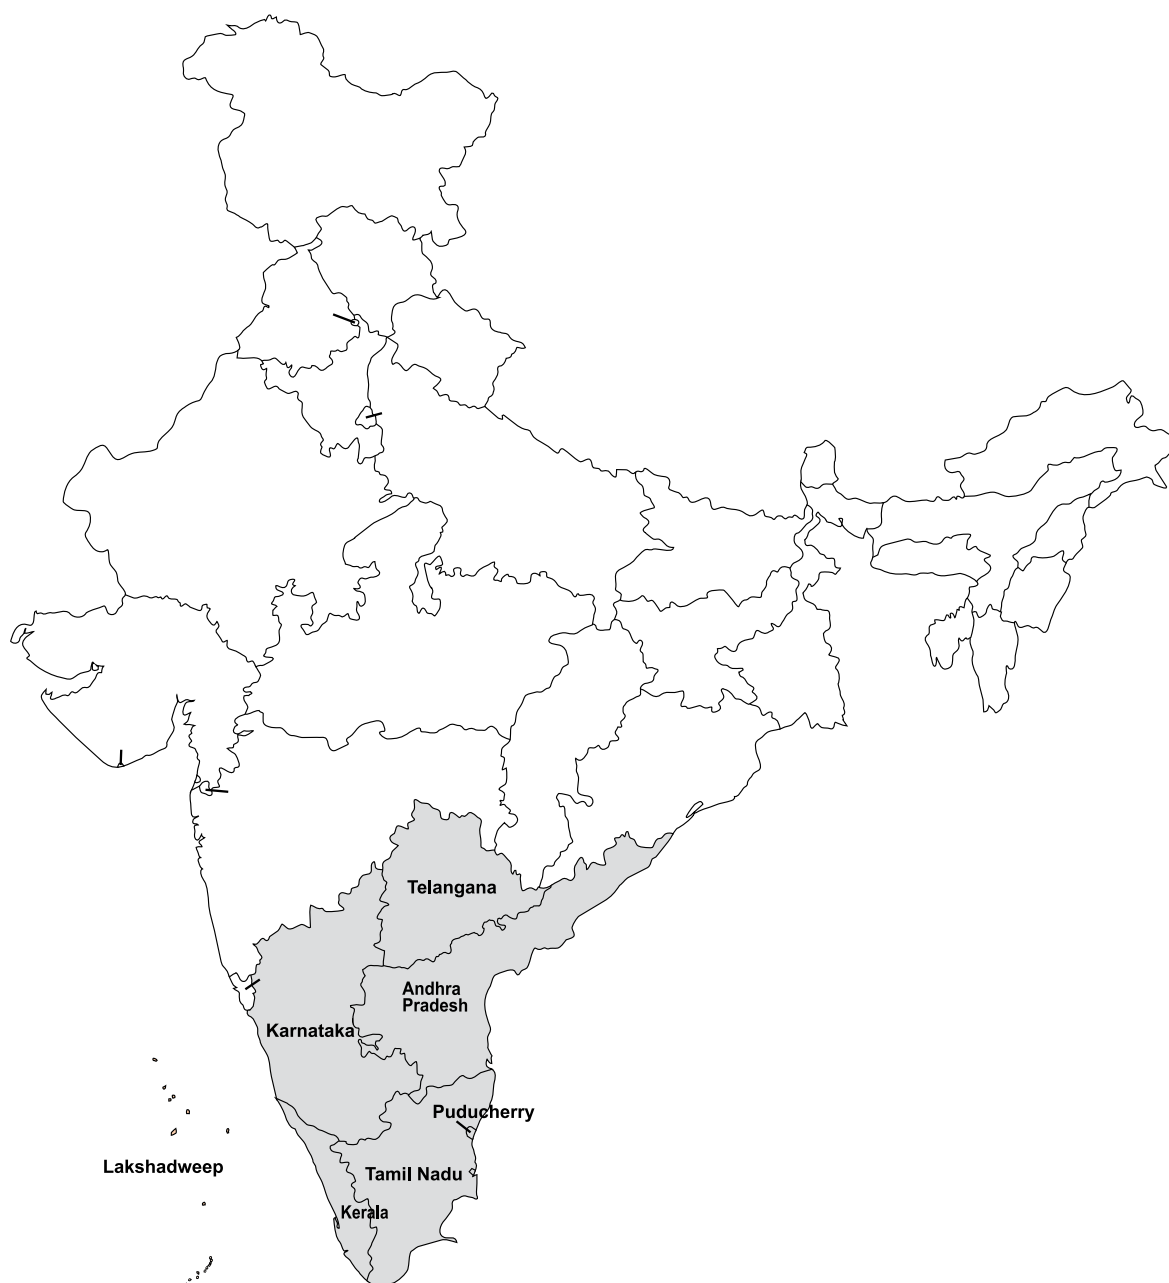 Telangana
Andhra
Pradesh
Karnataka
Puducherry
Lakshadweep
Tamil Nadu
Kerala